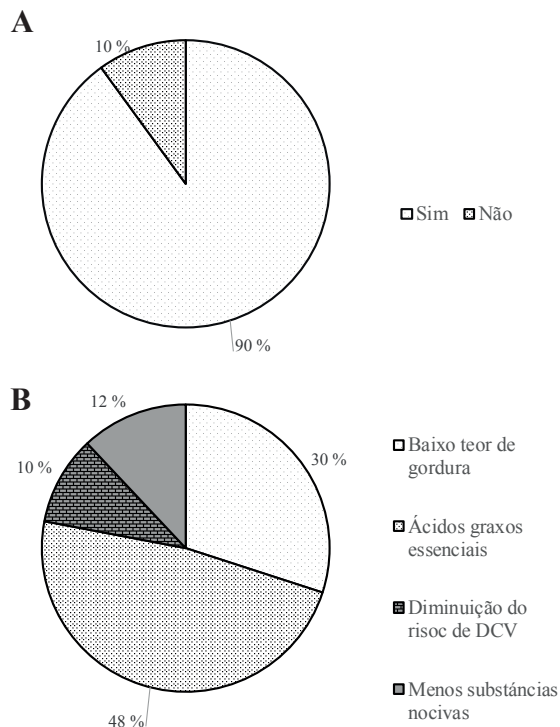 A
10 %
Sim Não
90 %
B
12 %
10 %
30 %
48 %
Baixo teor de
gordura
Ácidos graxos
essenciais
Diminuição do
risoc de DCV
Menos substáncias
nocivas